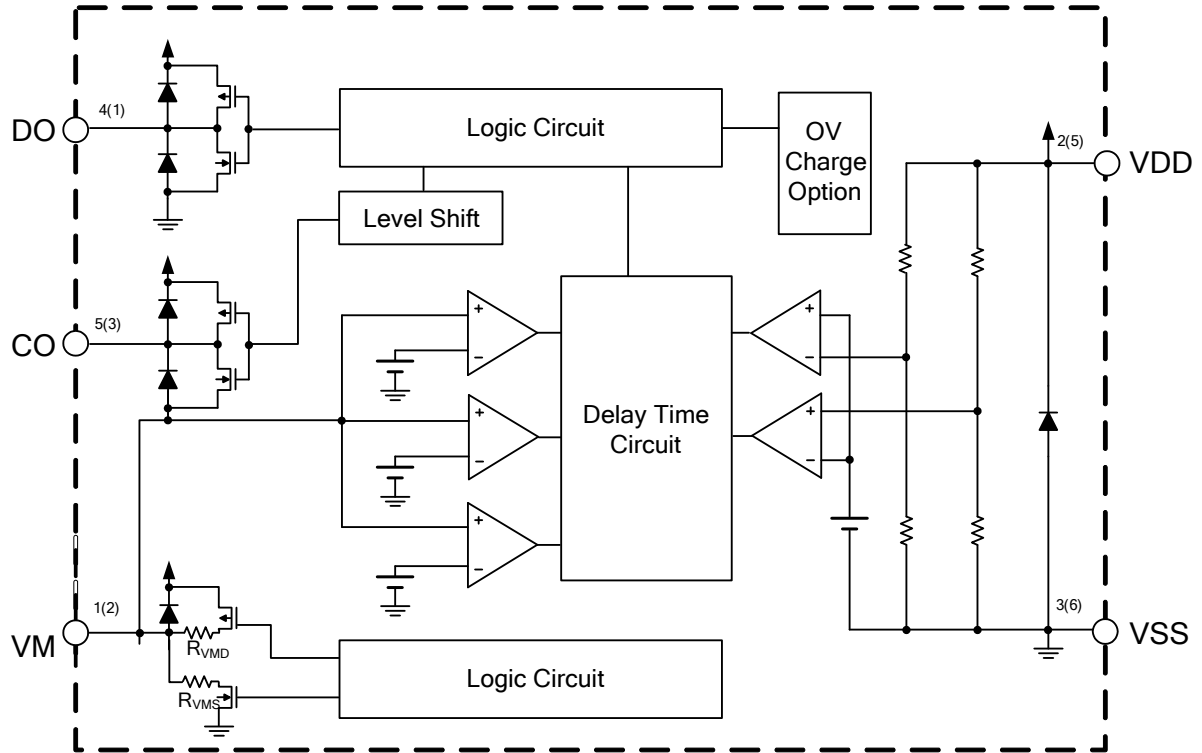 4(1)
DO
Logic Circuit
OV
Charge
Option
2(5)
VDD
Level Shift
5(3)
CO
+
−
+
−
+
−
Delay Time
Circuit
+
−
+
−
1(2)
VM
RVMD
RVMS
Logic Circuit
3(6)
VSS